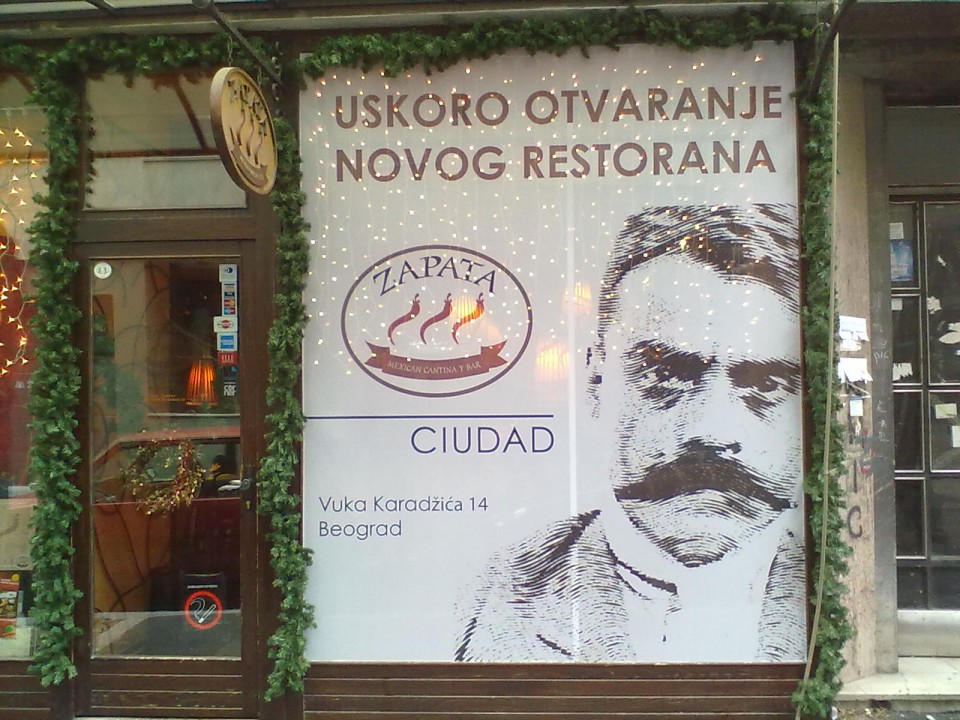 USKORO OTVARANJE
NOVOG RESTORANA
ZAPATA
MEXICAN CANTINA Y BAR
CIUDAD
Vuka Karadžića 14
Beograd